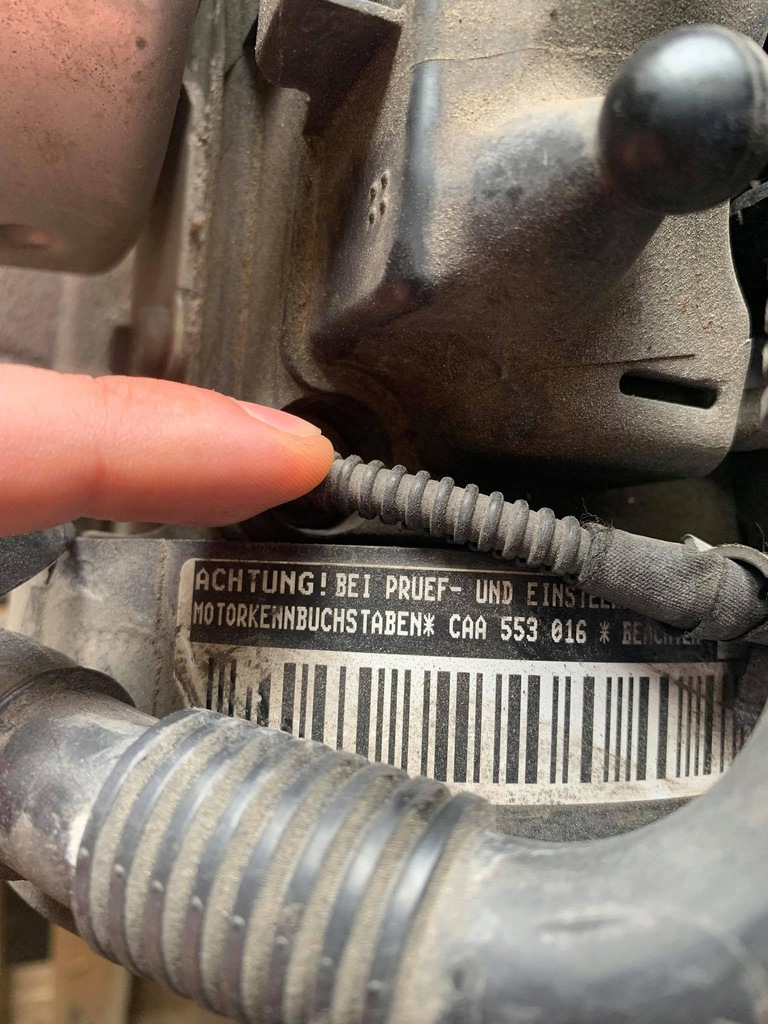 ACHTUNG! BEI PRUEF- UND
MOTORKENNBUCHSTABEN* CAA 553 016 *